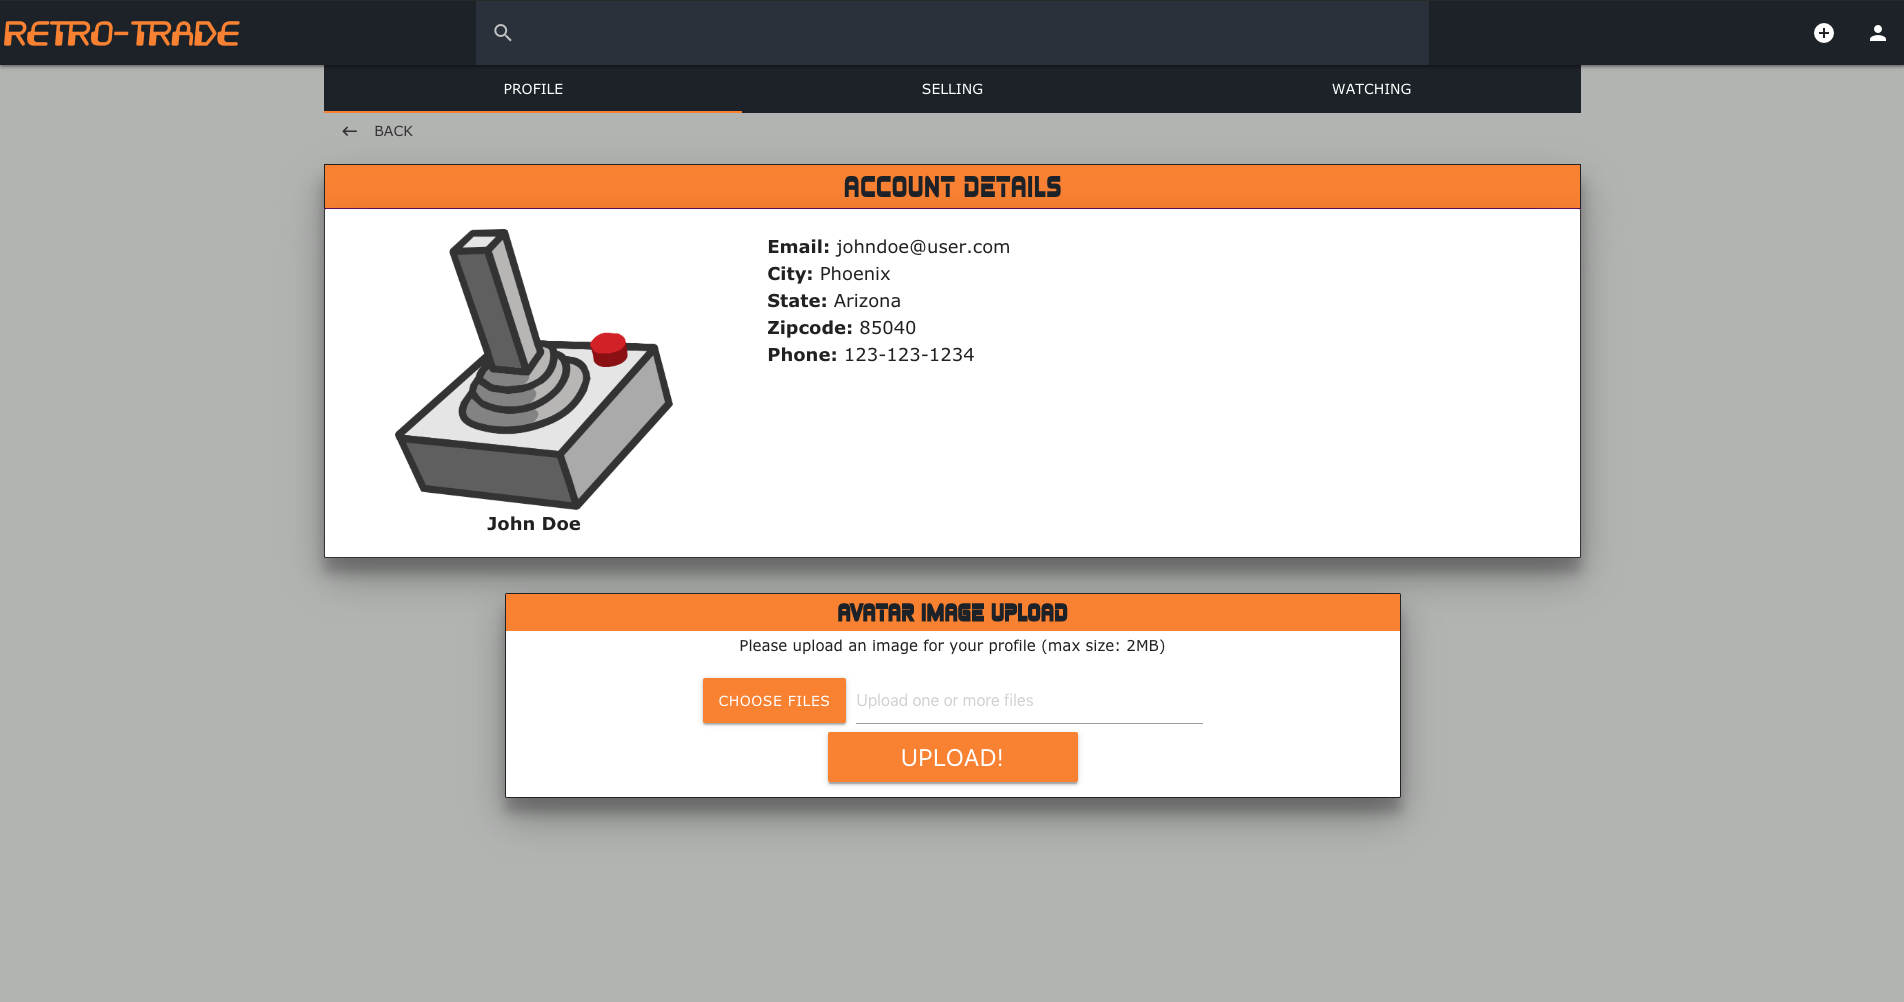 RETRO-TRADE
PROFILE SELLING WATCHING
BACK
ACCOUNT DETAILS
Email: johndoe@user.com
City: Phoenix
State: Arizona
Zipcode: 85040
Phone: 123-123-1234
John Doe
AVATAR IMAGE UPLOAD
Please upload an image for your profile (max size: 2MB)
CHOOSE FILES Upload one or more files
UPLOAD!